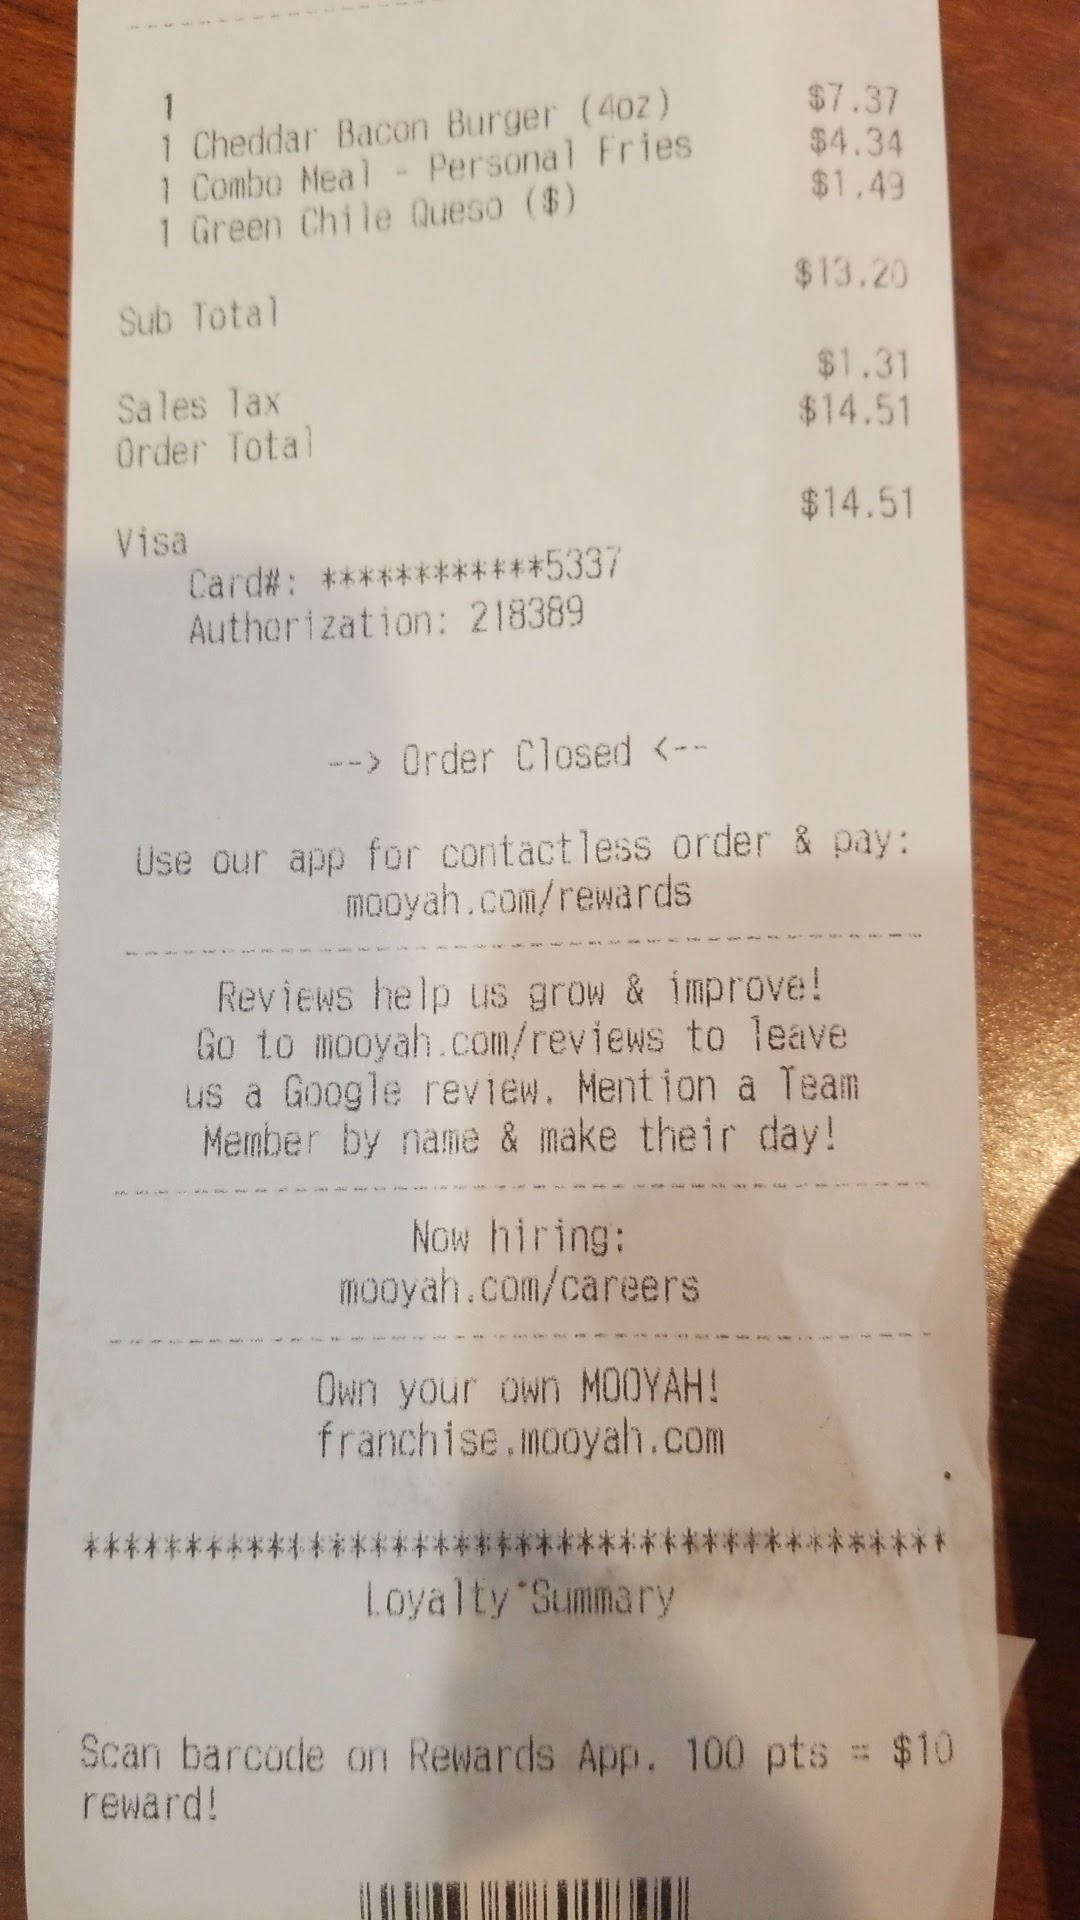 1
1 Cheddar Bacon Burger (4oz) $7.37
1 Combo Meal - Personal Fries $4.34
1 Green Chile Queso ($) $1.49
Sub Total $13.20
Sales Tax $1.31
Order Total $14.51
Visa $14.51
Card#: ************5337
Authorization: 218389
--> Order Closed <--
Use our app for contactless order & pay:
mooyah.com/rewards
Reviews help us grow & improve!
Go to mooyah.com/reviews to leave
us a Google review. Mention a Team
Member by name & make their day!
Now hiring:
mooyah.com/careers
Own your own MOOYAH!
franchise.mooyah.com
******************************************
Loyalty Summary
Scan barcode on Rewards App. 100 pts = $10
reward!